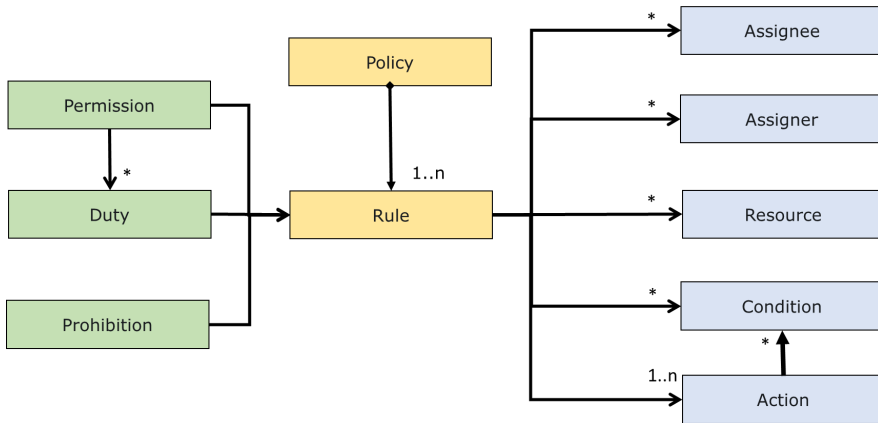 Assignee
*
Policy
Permission
Assigner
*
*
1..n
Duty
Rule
Resource
*
Prohibition
Condition
*
*
1..n
Action